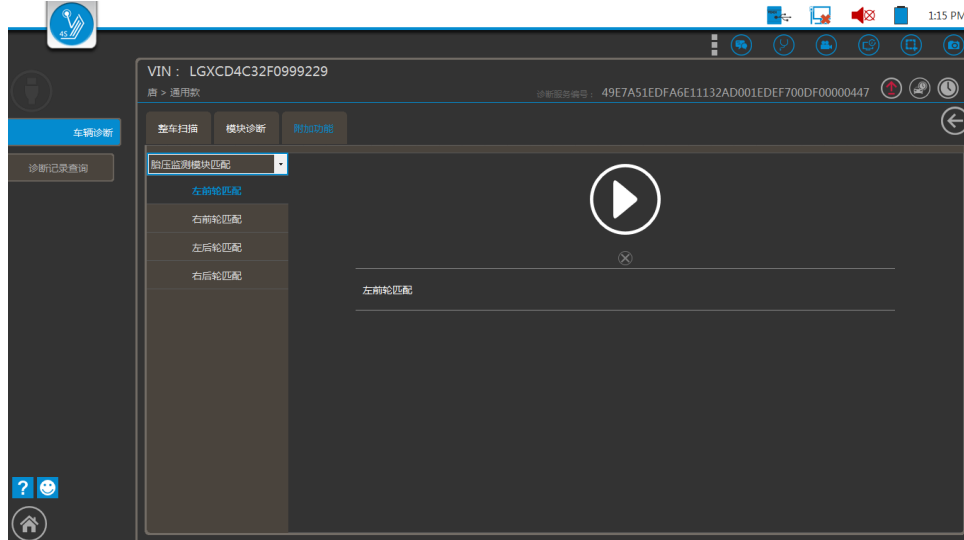 4S
1:15 PM
VIN： LGXCD4C32F0999229
唐 > 通用款
诊断服务编号： 49E7A51EDFA6E11132AD001EDEF700DF00000447
车辆诊断
诊断记录查询
整车扫描 模块诊断 附加功能
胎压监测模块匹配
左前轮匹配
右前轮匹配
左后轮匹配
右后轮匹配
左前轮匹配
?